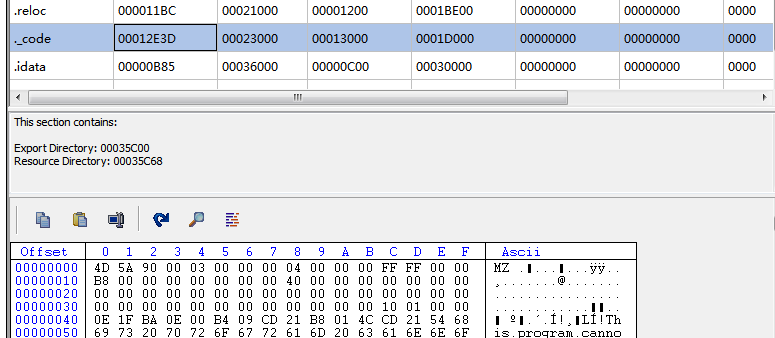 .reloc 000011BC 00021000 00001200 0001BE00 00000000 00000000 0000
._code 00012E3D 00023000 00013000 0001D000 00000000 00000000 0000
.idata 00000B85 00036000 00000C00 00030000 00000000 00000000 0000
This section contains:
Export Directory: 00035C00
Resource Directory: 00035C68
Offset 0 1 2 3 4 5 6 7 8 9 A B C D E F Ascii
00000000 4D 5A 90 00 03 00 00 00 04 00 00 00 FF FF 00 00 MZ.▮...▮...ÿÿ..
00000010 B8 00 00 00 00 00 00 00 40 00 00 00 00 00 00 00 ¸.......@.......
00000020 00 00 00 00 00 00 00 00 00 00 00 00 00 00 00 00 ................
00000030 00 00 00 00 00 00 00 00 00 00 00 00 10 01 00 00 ............▮▮..
00000040 0E 1F BA 0E 00 B4 09 CD 21 B8 01 4C CD 21 54 68 ▮.º▮.´.Í!¸▮LÍ!Th
00000050 69 73 20 70 72 6F 67 72 61 6D 20 63 61 6E 6E 6F is.program.canno